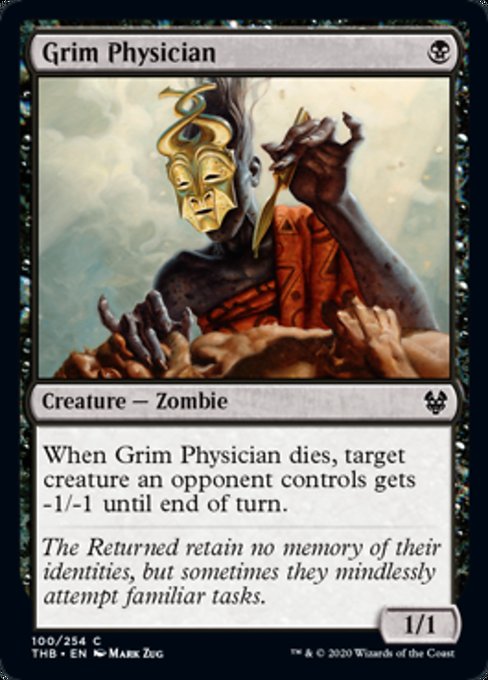 Grim Physician
Creature — Zombie
When Grim Physician dies, target
creature an opponent controls gets
-1/-1 until end of turn.
The Returned retain no memory of their
identities, but sometimes they mindlessly
attempt familiar tasks.
1/1
100/254 C
THB • EN Mark Zug
™ & © 2020 Wizards of the Coast